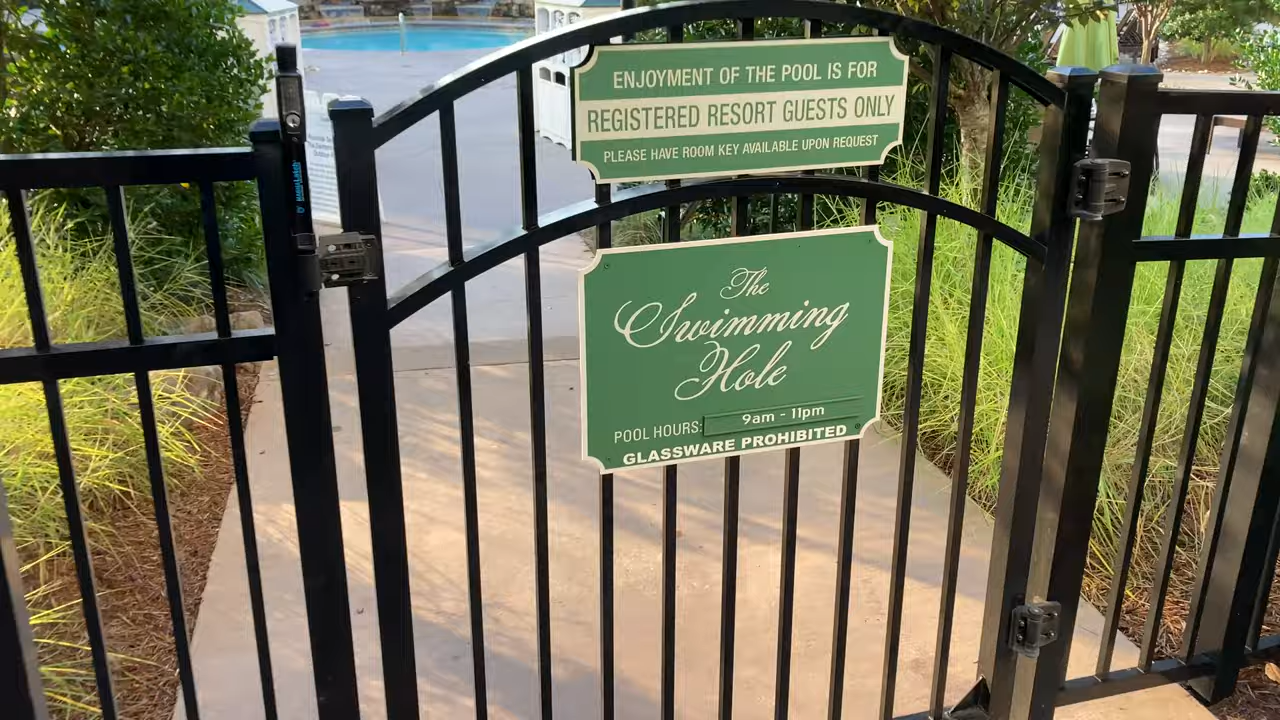 ENJOYMENT OF THE POOL IS FOR
REGISTERED RESORT GUESTS ONLY
PLEASE HAVE ROOM KEY AVAILABLE UPON REQUEST
The
Swimming
Hole
POOL HOURS: 9am - 11pm
GLASSWARE PROHIBITED